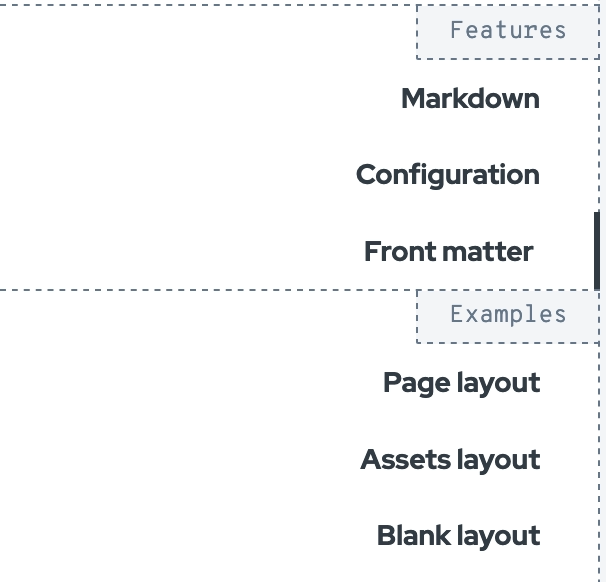 Features
Markdown
Configuration
Front matter
Examples
Page layout
Assets layout
Blank layout